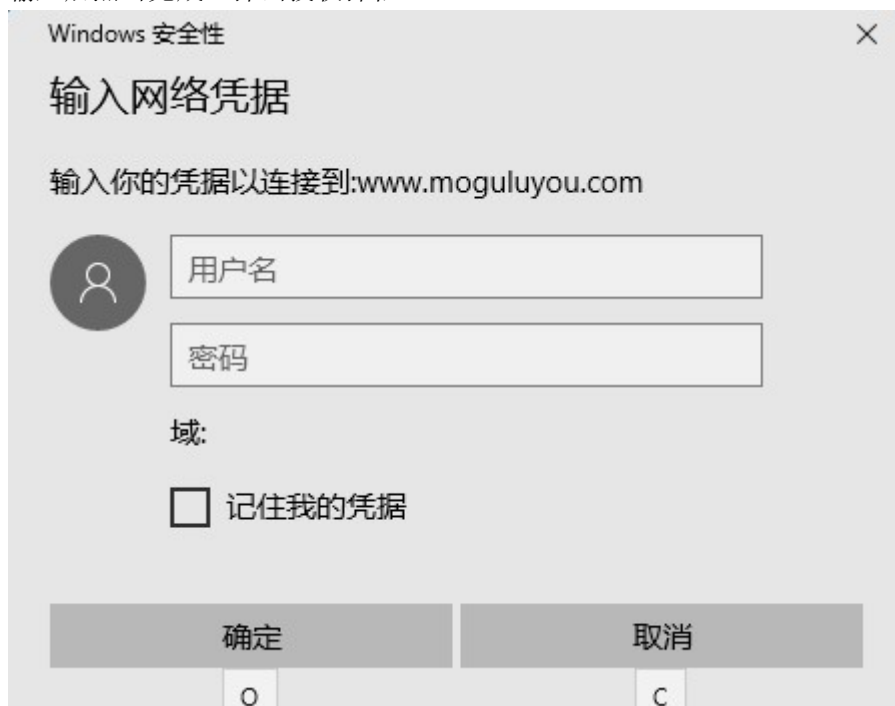 Windows 安全性
输入网络凭据
输入你的凭据以连接到:www.moguluyou.com
用户名
密码
域:
记住我的凭据
确定 取消
O C